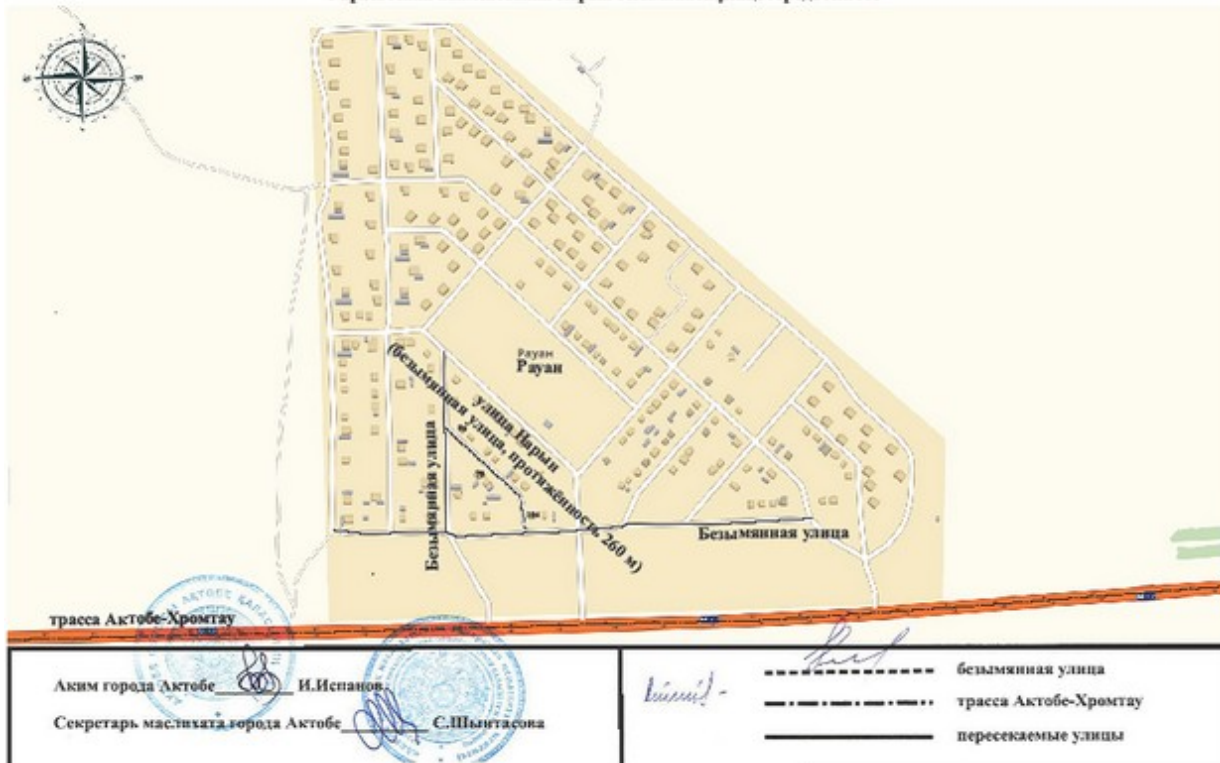 Рауан
Рауан
улица Нарын
(безымянная улица, протяжённость 260 м)
Безымянная улица
Безымянная улица
трасса Актобе-Хромтау
Аким города Актобе И.Испанов
Секретарь маслихата города Актобе С.Шынтасова
безымянная улица
трасса Актобе-Хромтау
пересекаемые улицы